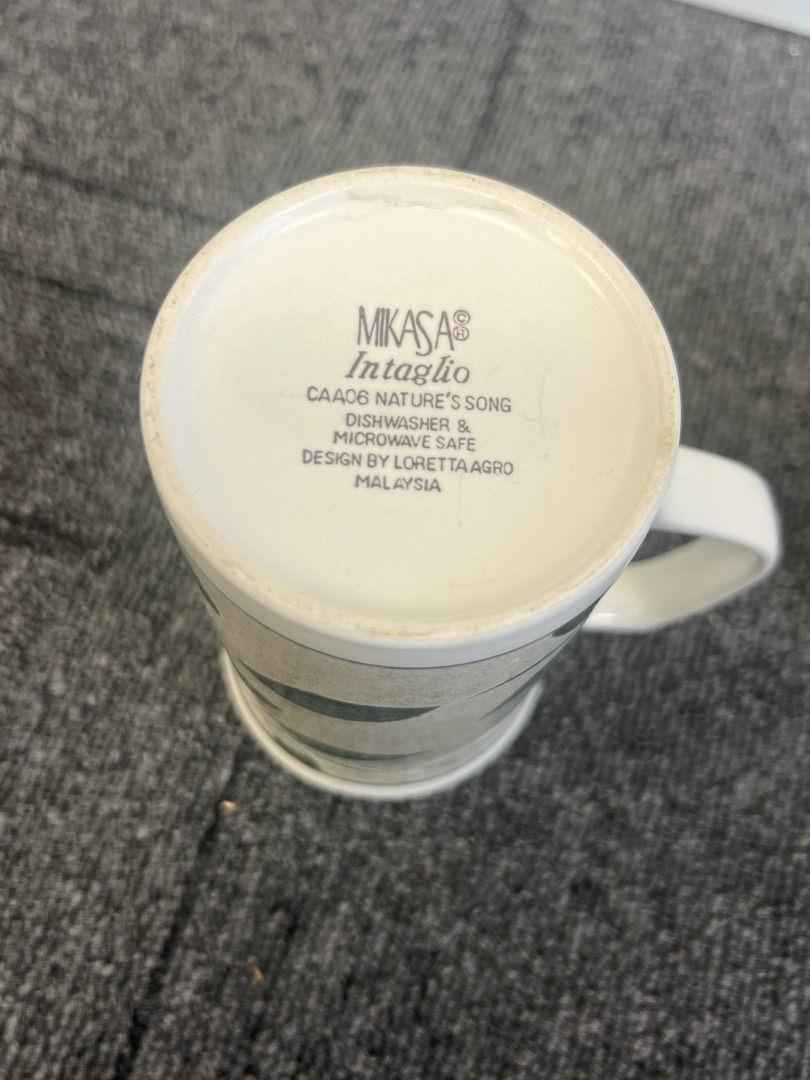 MIKASA©®
Intaglio
CAA06 NATURE'S SONG
DISHWASHER &
MICROWAVE SAFE
DESIGN BY LORETTA AGRO
MALAYSIA